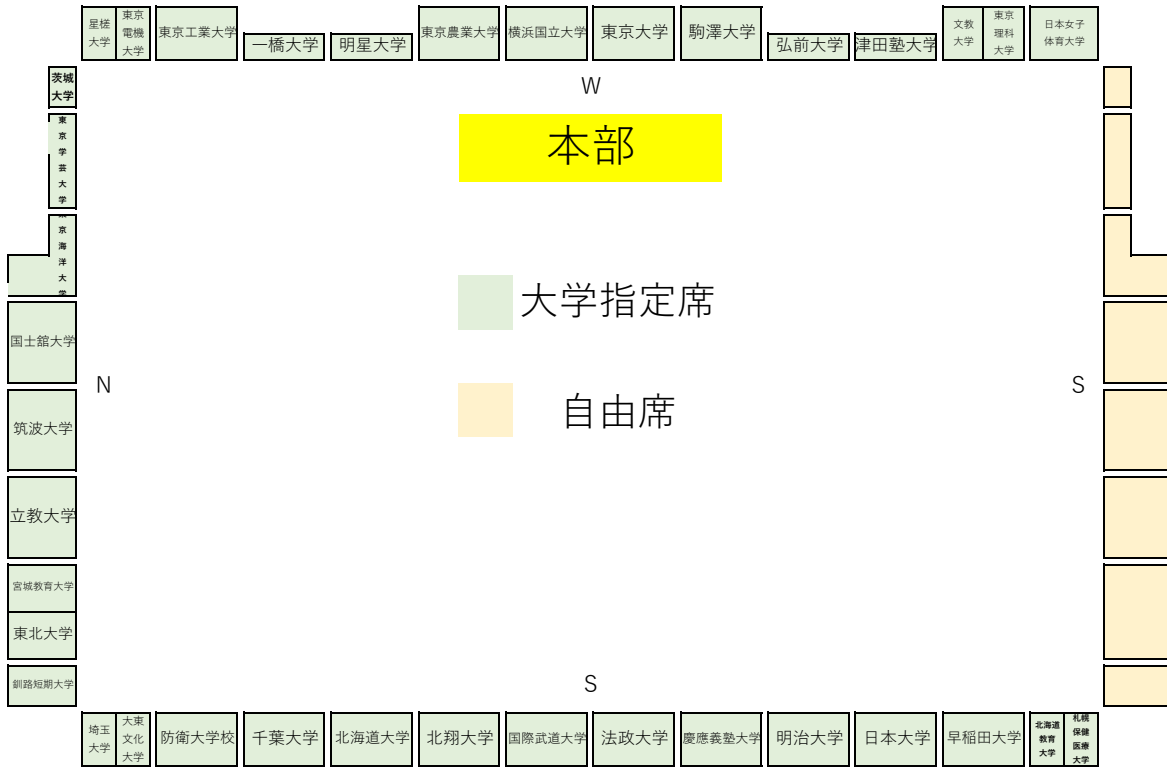 星槎
大学
東京
電機
大学
東京工業大学
一橋大学
明星大学
東京農業大学
横浜国立大学
東京大学
駒澤大学
弘前大学
津田塾大学
文教
大学
東京
理科
大学
日本女子
体育大学
茨城
大学
W
本部
東
京
学
芸
大
学
東
京
海
洋
大
学
大学指定席
国士舘大学
N
S
自由席
筑波大学
立教大学
宮城教育大学
東北大学
釧路短期大学
S
埼玉
大学
大東
文化
大学
防衛大学校
千葉大学
北海道大学
北翔大学
国際武道大学
法政大学
慶應義塾大学
明治大学
日本大学
早稲田大学
北海道
教育
大学
札幌
保健
医療
大学